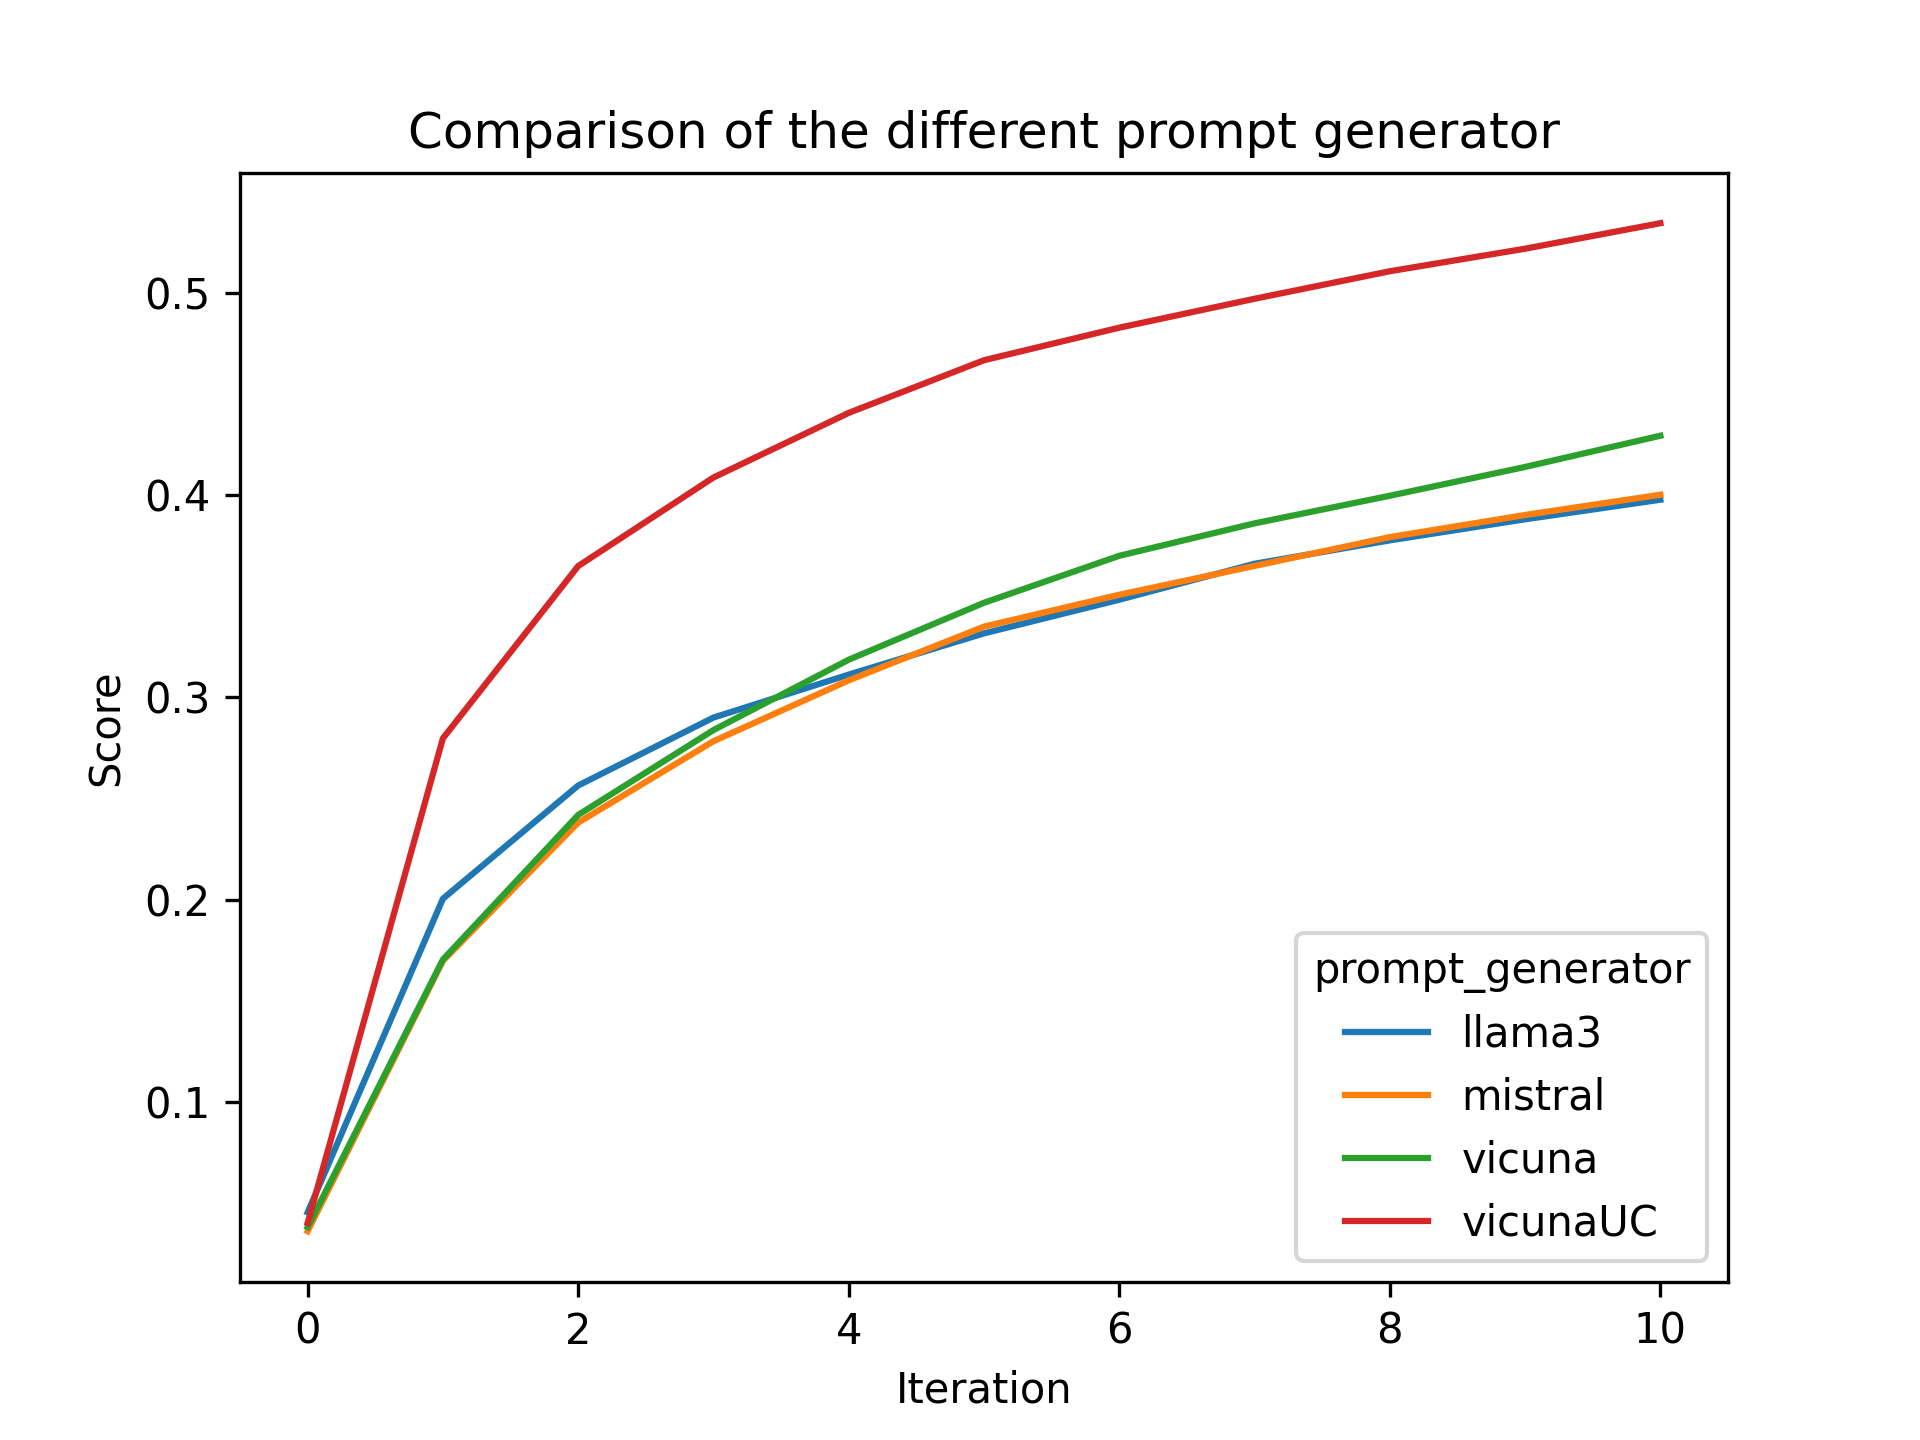 Comparison of the different prompt generator
0.5
0.4
0.3
0.2
0.1
Score
0 2 4 6 8 10
Iteration
prompt_generator
llama3
mistral
vicuna
vicunaUC